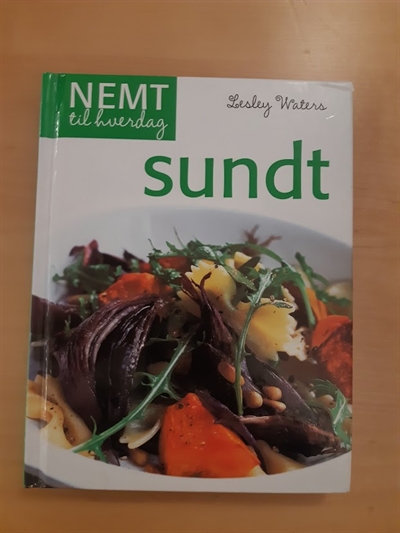 NEMT
til hverdag
Lesley Waters
sundt